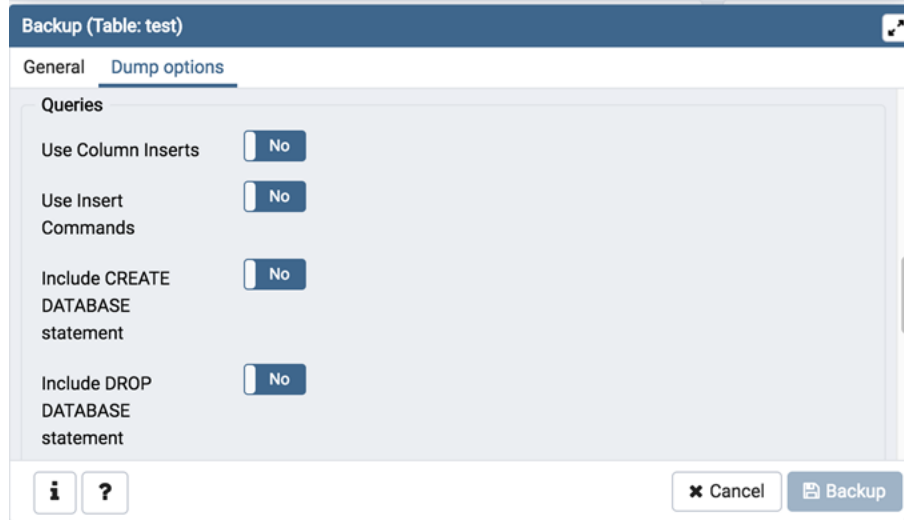 Backup (Table: test)
General Dump options
Queries
Use Column Inserts No
Use Insert No
Commands
Include CREATE No
DATABASE
statement
Include DROP No
DATABASE
statement
i ? Cancel Backup